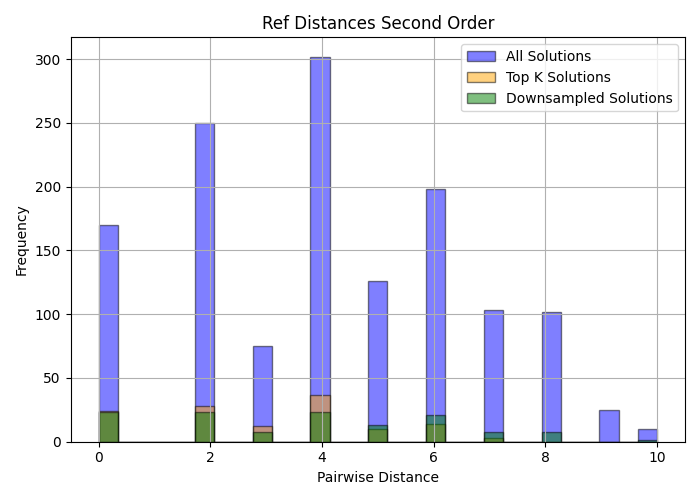 Ref Distances Second Order
All Solutions
Top K Solutions
Downsampled Solutions
Frequency
300
250
200
150
100
50
0
0 2 4 6 8 10
Pairwise Distance